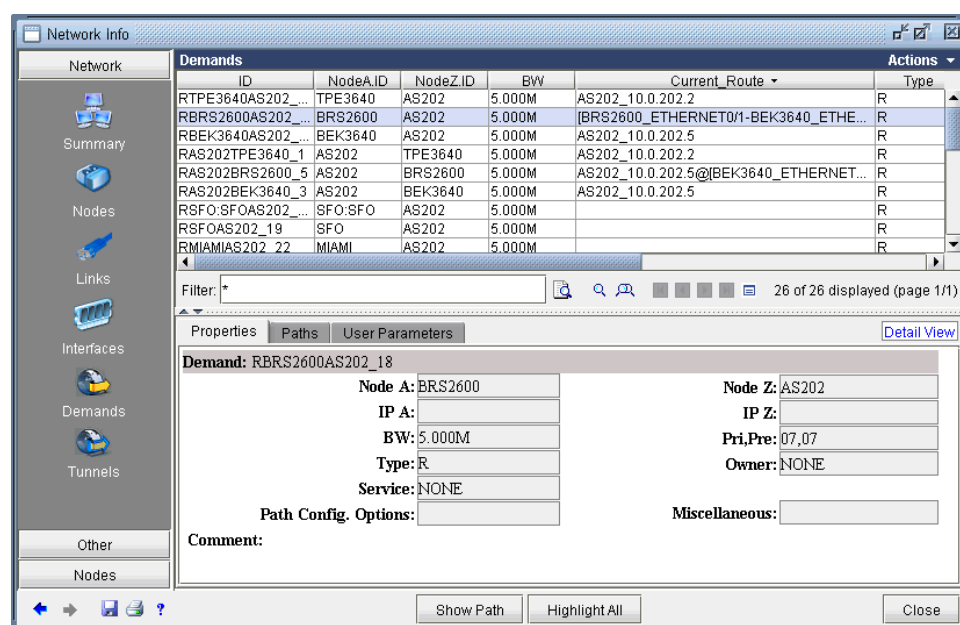 Network Info
Network
Summary
Nodes
Links
Interfaces
Demands
Tunnels
Other
Nodes
Demands Actions
ID NodeA.ID NodeZ.ID BW Current_Route Type
RTPE3640AS202_... TPE3640 AS202 5.000M AS202_10.0.202.2 R
RBRS2600AS202_... BRS2600 AS202 5.000M [BRS2600_ETHERNET0/1-BEK3640_ETHE... R
RBEK3640AS202_... BEK3640 AS202 5.000M AS202_10.0.202.5 R
RAS202TPE3640_1 AS202 TPE3640 5.000M AS202_10.0.202.2 R
RAS202BRS2600_5 AS202 BRS2600 5.000M AS202_10.0.202.5@[BEK3640_ETHERNET... R
RAS202BEK3640_3 AS202 BEK3640 5.000M AS202_10.0.202.5 R
RSFO:SFOAS202_... SFO:SFO AS202 5.000M R
RSFOAS202_19 SFO AS202 5.000M R
RMIAMIAS202_22 MIAMI AS202 5.000M R
Filter: * 26 of 26 displayed (page 1/1)
Properties Paths User Parameters Detail View
Demand: RBRS2600AS202_18
Node A: BRS2600 Node Z: AS202
IP A: IP Z:
BW: 5.000M Pri,Pre: 07,07
Type: R Owner: NONE
Service: NONE
Path Config. Options: Miscellaneous:
Comment:
? Show Path Highlight All Close